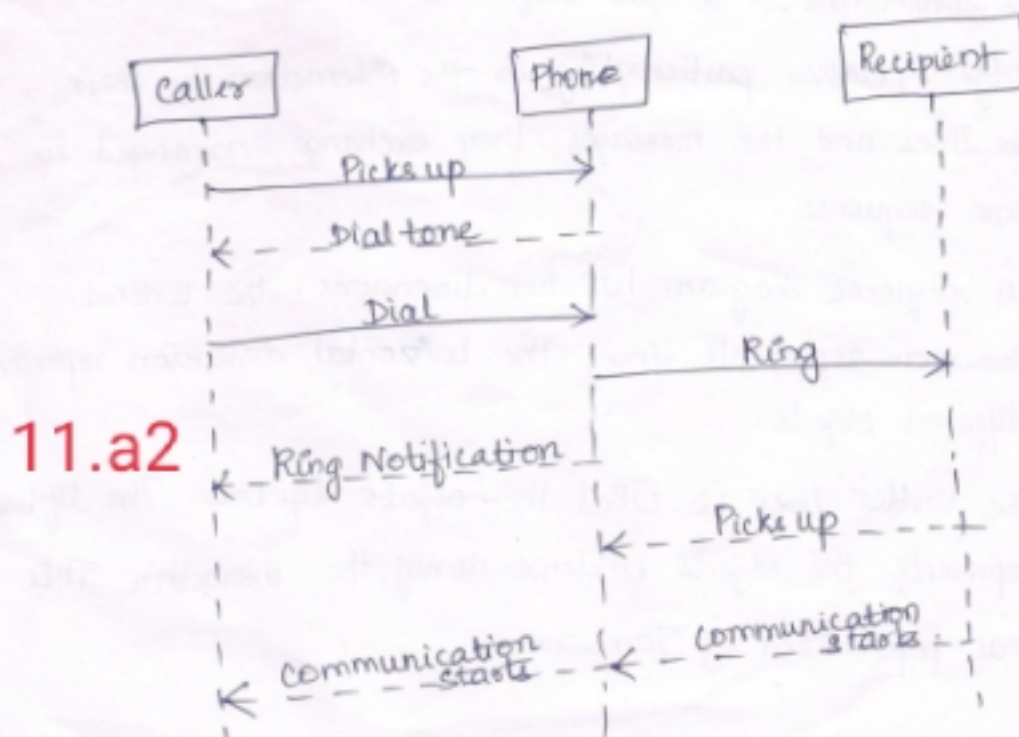 Caller
Phone
Recipient
Picks up
Dial tone
Dial
Ring
11.a2
Ring Notification
Picks up
communication
starts
communication
starts